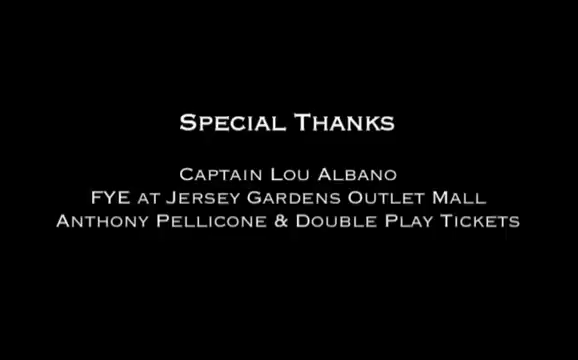 Special Thanks
Captain Lou Albano
FYE at Jersey Gardens Outlet Mall
Anthony Pellicone & Double Play Tickets